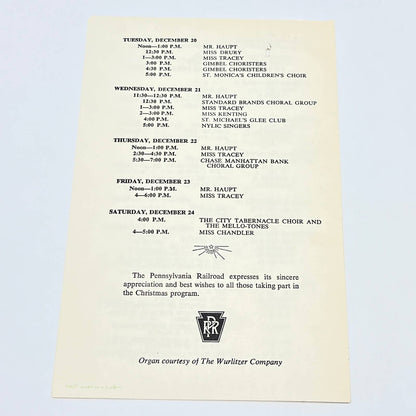 TUESDAY, DECEMBER 20
Noon—1:00 P.M. MR. HAUPT
12:30 P.M. MISS DRURY
1—3:00 P.M. MISS TRACEY
3:00 P.M. GIMBEL CHORISTERS
4:30 P.M. GIMBEL CHORISTERS
5:00 P.M. ST. MONICA'S CHILDREN'S CHOIR
WEDNESDAY, DECEMBER 21
11:30—12:30 P.M. MR. HAUPT
12:30 P.M. STANDARD BRANDS CHORAL GROUP
1—3:00 P.M. MISS TRACEY
2—3:00 P.M. MISS KENTING
4:00 P.M. ST. MICHAEL'S GLEE CLUB
5:00 P.M. NYLIC SINGERS
THURSDAY, DECEMBER 22
Noon—1:00 P.M. MR. HAUPT
2:30—4:30 P.M. MISS TRACEY
5:30—7:00 P.M. CHASE MANHATTAN BANK
CHORAL GROUP
FRIDAY, DECEMBER 23
Noon—1:00 P.M. MR. HAUPT
4—6:00 P.M. MISS TRACEY
SATURDAY, DECEMBER 24
4:00 P.M. THE CITY TABERNACLE CHOIR AND
THE MELLO-TONES
4—5:00 P.M. MISS CHANDLER
The Pennsylvania Railroad expresses its sincere
appreciation and best wishes to all those taking part in
the Christmas program.
PRR
Organ courtesy of The Wurlitzer Company